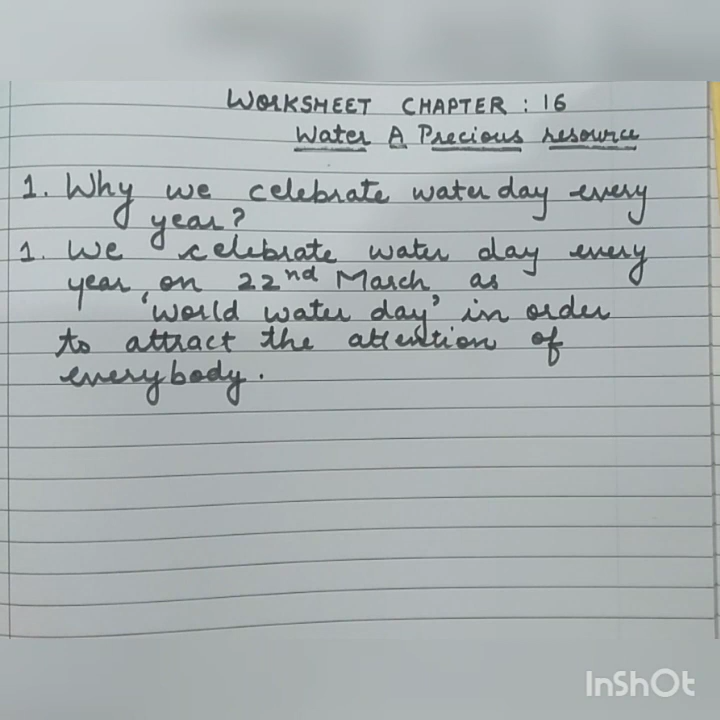 WORKSHEET CHAPTER : 16
Water A Precious resource
1. Why we celebrate water day every
year?
1. We celebrate water day every
year on 22nd March as
'World water day' in order
to attract the attention of
everybody.
InShOt